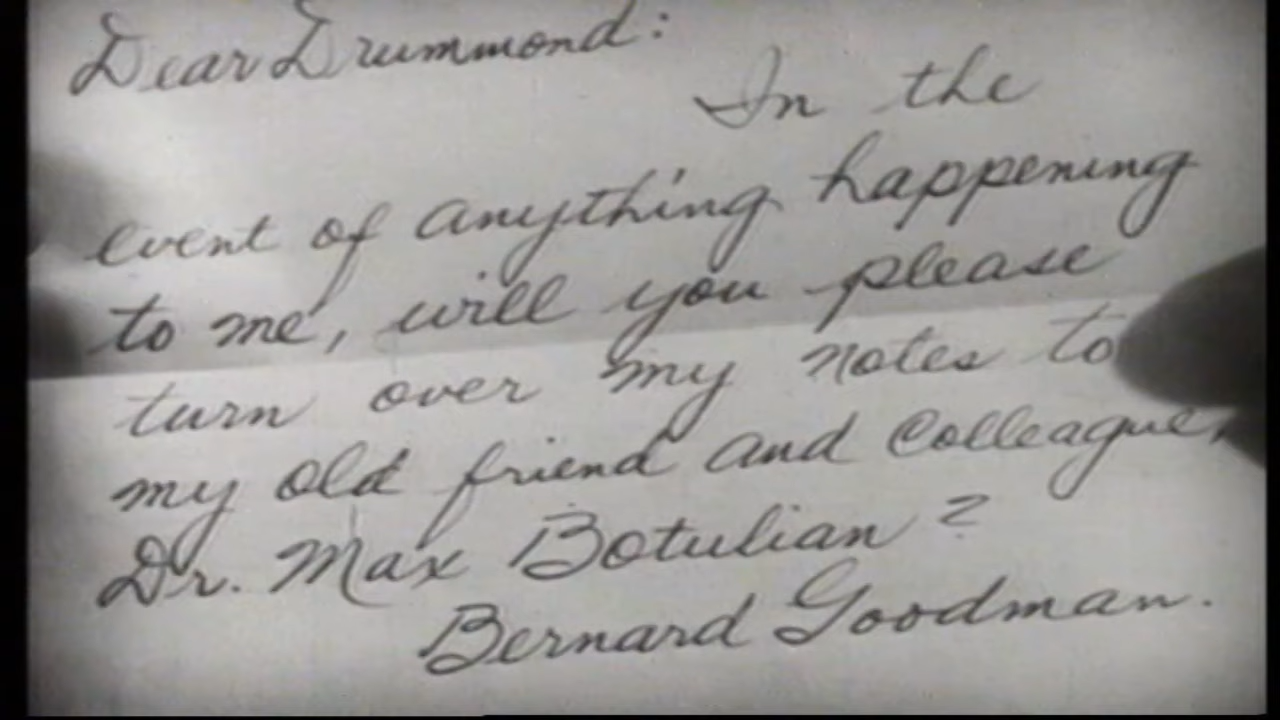 Dear Drummond:
In the
event of anything happening
to me, will you please
turn over my notes to
my old friend and colleague,
Dr. Max Botulian?
Bernard Goodman.